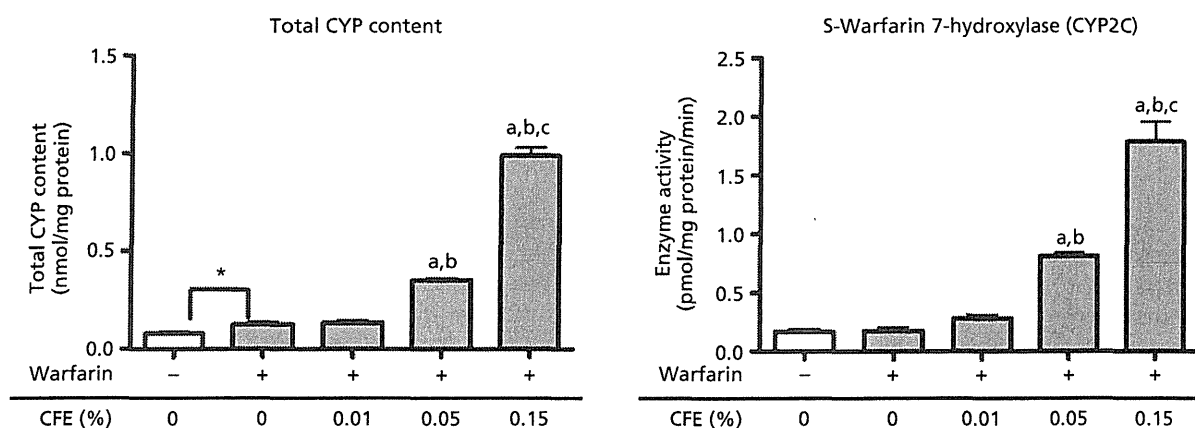 Total CYP content
1.5
1.0
0.5
0.0
Total CYP content
(nmol/mg protein)
*
a,b
a,b,c
Warfarin − + + + +
CFE (%) 0 0 0.01 0.05 0.15
S-Warfarin 7-hydroxylase (CYP2C)
2.5
2.0
1.5
1.0
0.5
0.0
Enzyme activity
(pmol/mg protein/min)
a,b
a,b,c
Warfarin − + + + +
CFE (%) 0 0 0.01 0.05 0.15